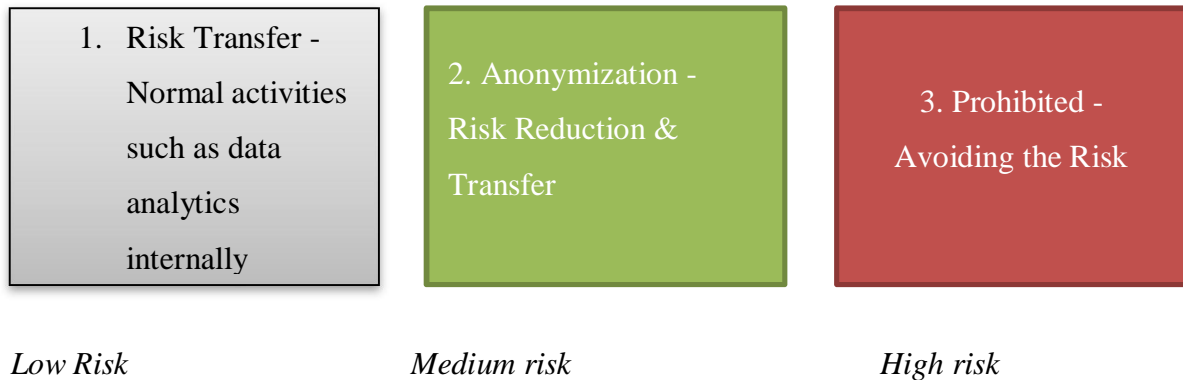 1. Risk Transfer -
Normal activities
such as data
analytics
internally
2. Anonymization -
Risk Reduction &
Transfer
3. Prohibited -
Avoiding the Risk
Low Risk
Medium risk
High risk